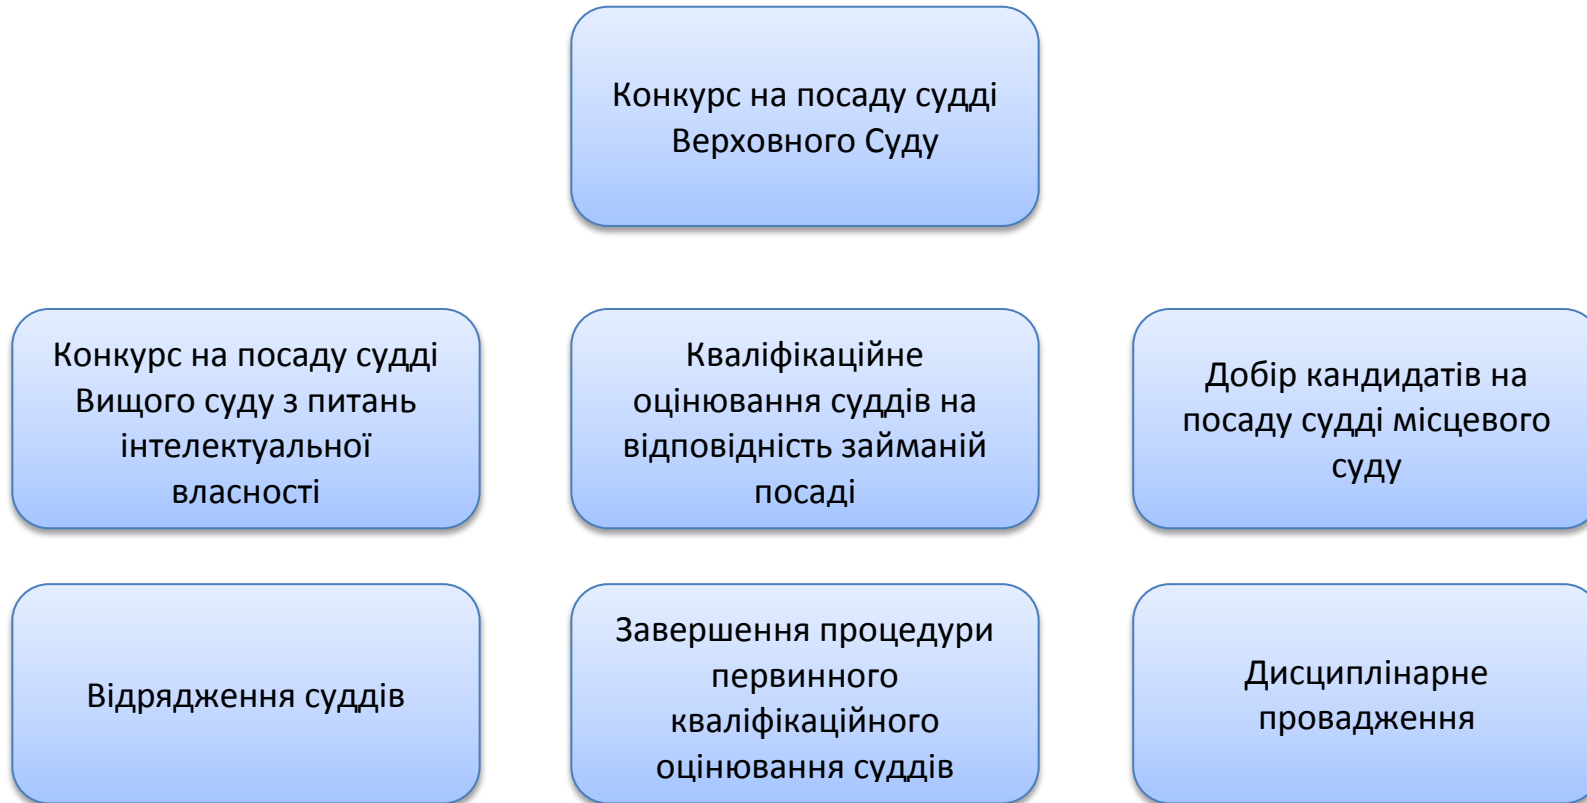 Конкурс на посаду судді
Верховного Суду
Конкурс на посаду судді
Вищого суду з питань
інтелектуальної
власності
Кваліфікаційне
оцінювання суддів на
відповідність займаній
посаді
Добір кандидатів на
посаду судді місцевого
суду
Відрядження суддів
Завершення процедури
первинного
кваліфікаційного
оцінювання суддів
Дисциплінарне
провадження